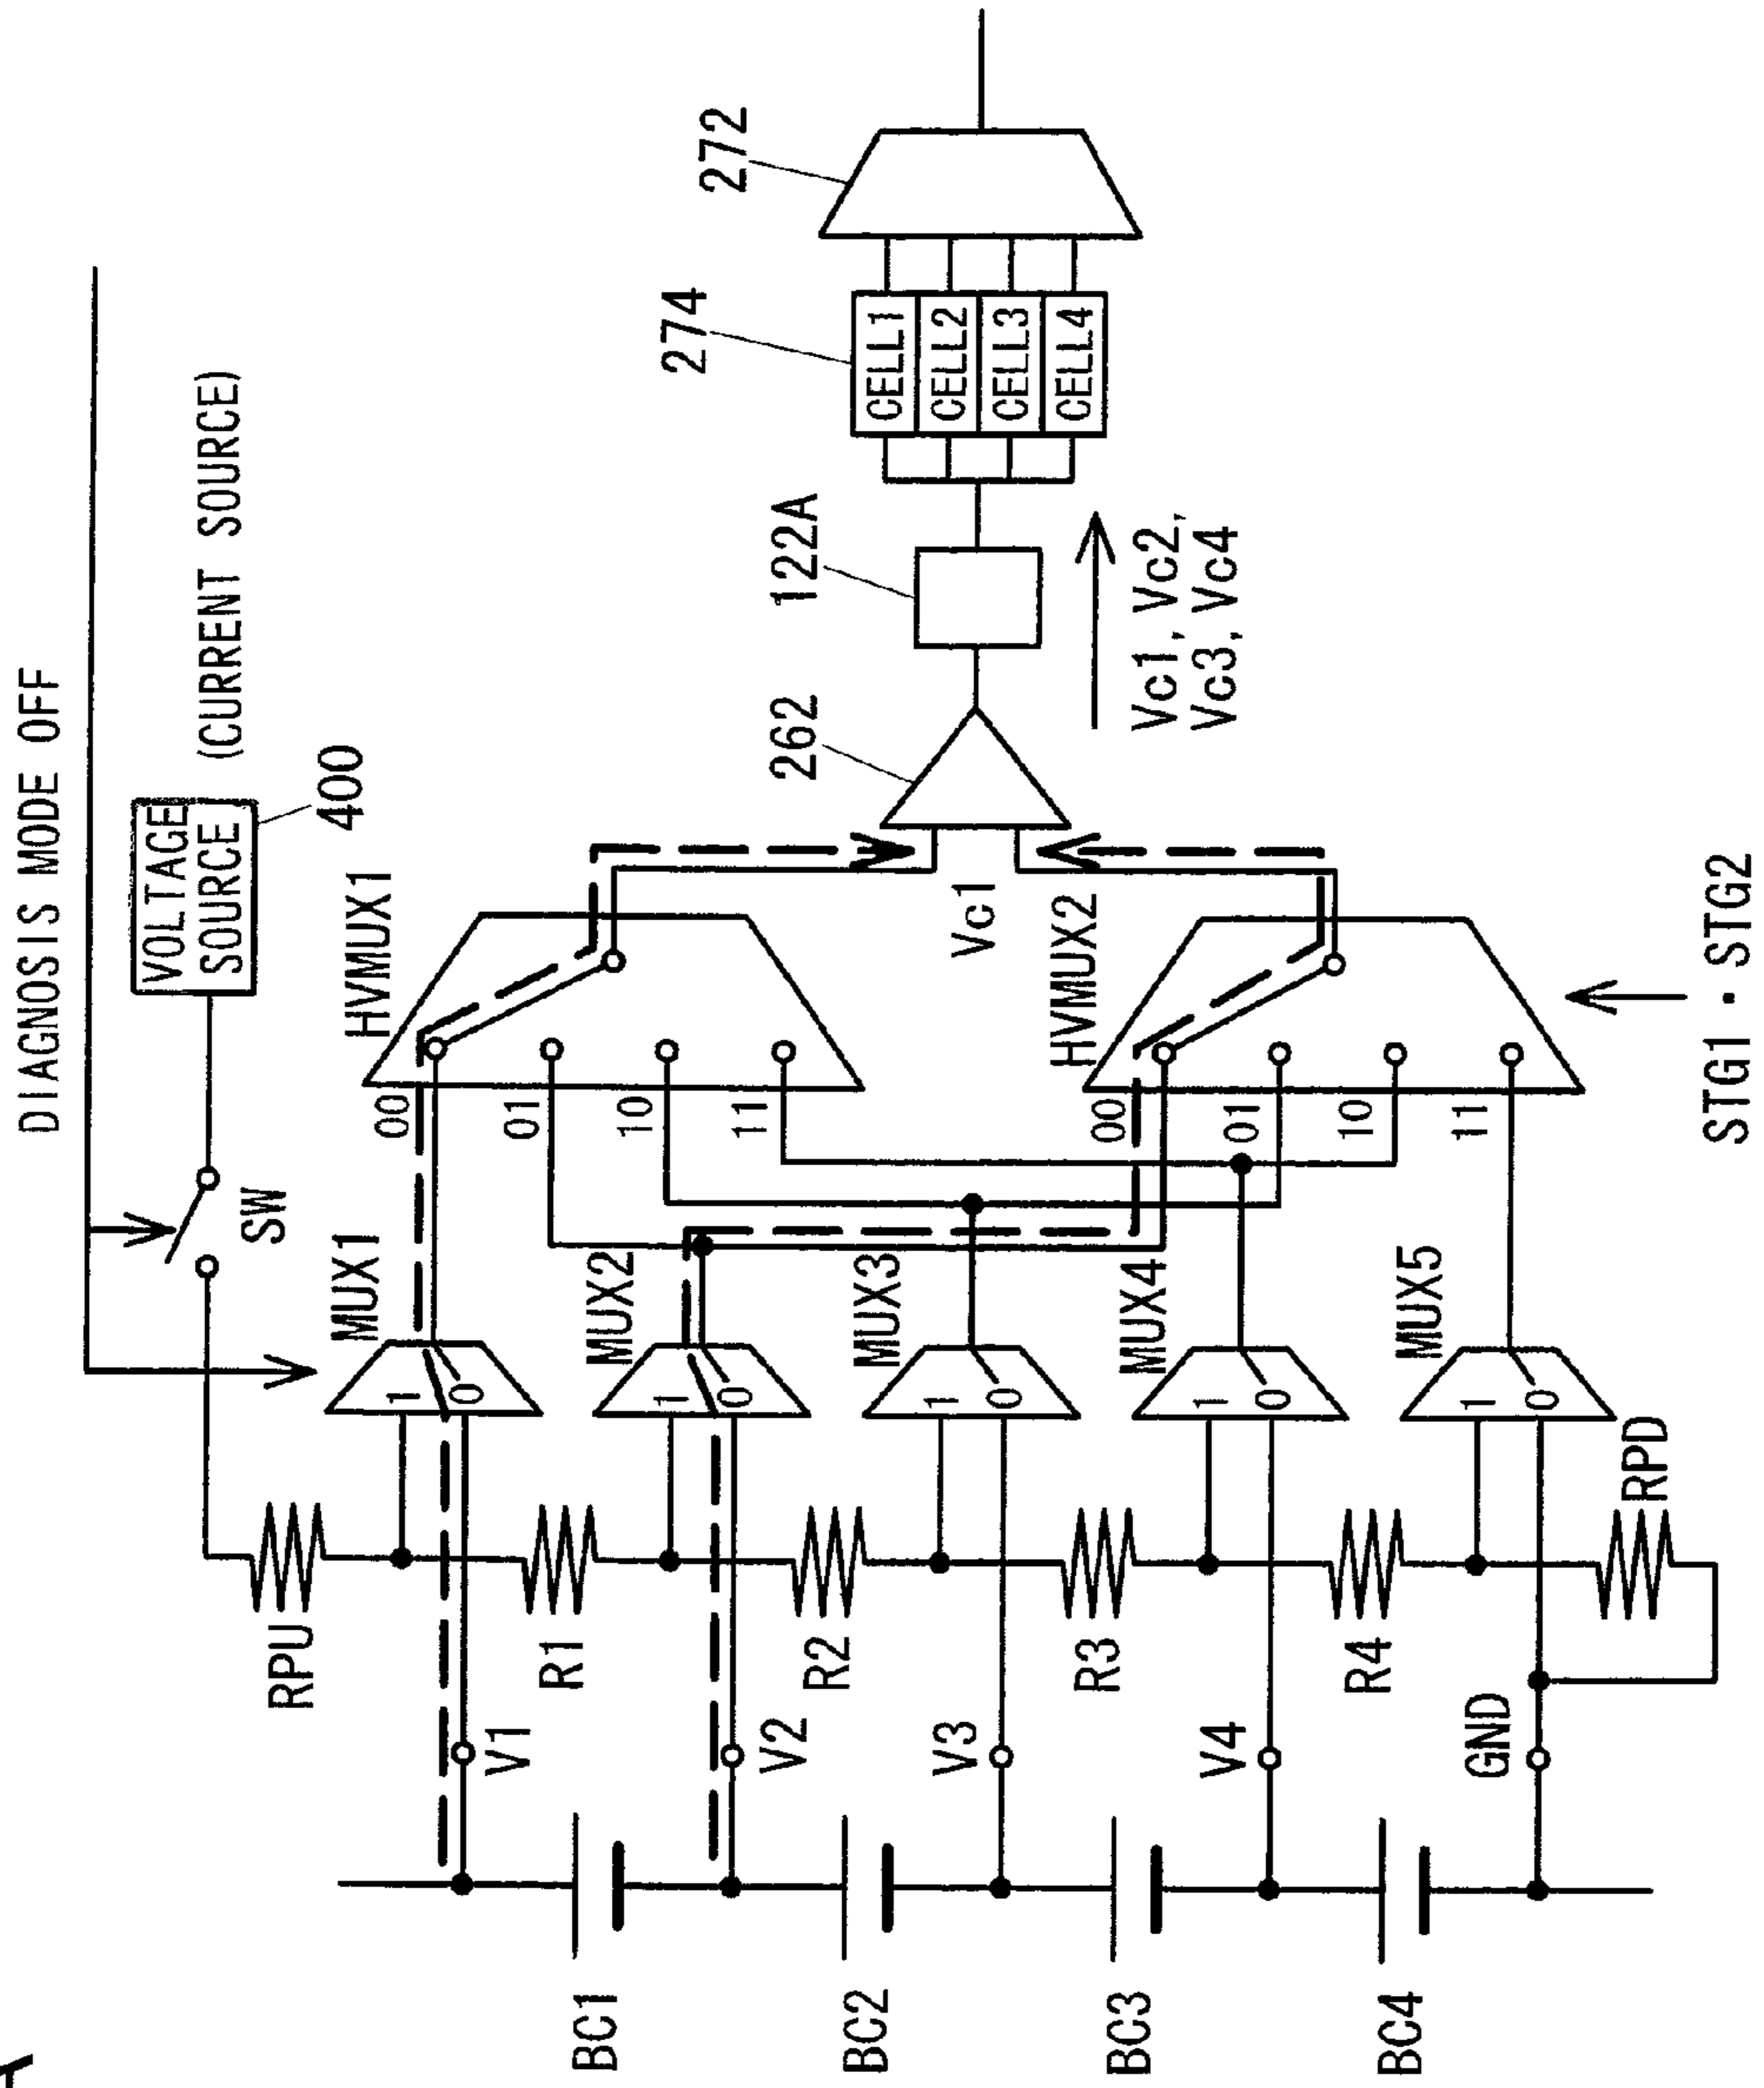 DIAGNOSIS MODE OFF
VOLTAGE
SOURCE
(CURRENT SOURCE)
400
SW
HVMUX1
00
01
10
11
HVMUX2
00
01
10
11
STG1・STG2
MUX1
1
0
MUX2
1
0
MUX3
1
0
MUX4
1
0
MUX5
1
0
RPU
R1
R2
R3
R4
RPD
V1
V2
V3
V4
GND
BC1
BC2
BC3
BC4
Vc1
262
122A
Vc1, Vc2,
Vc3, Vc4
274
CELL1
CELL2
CELL3
CELL4
272